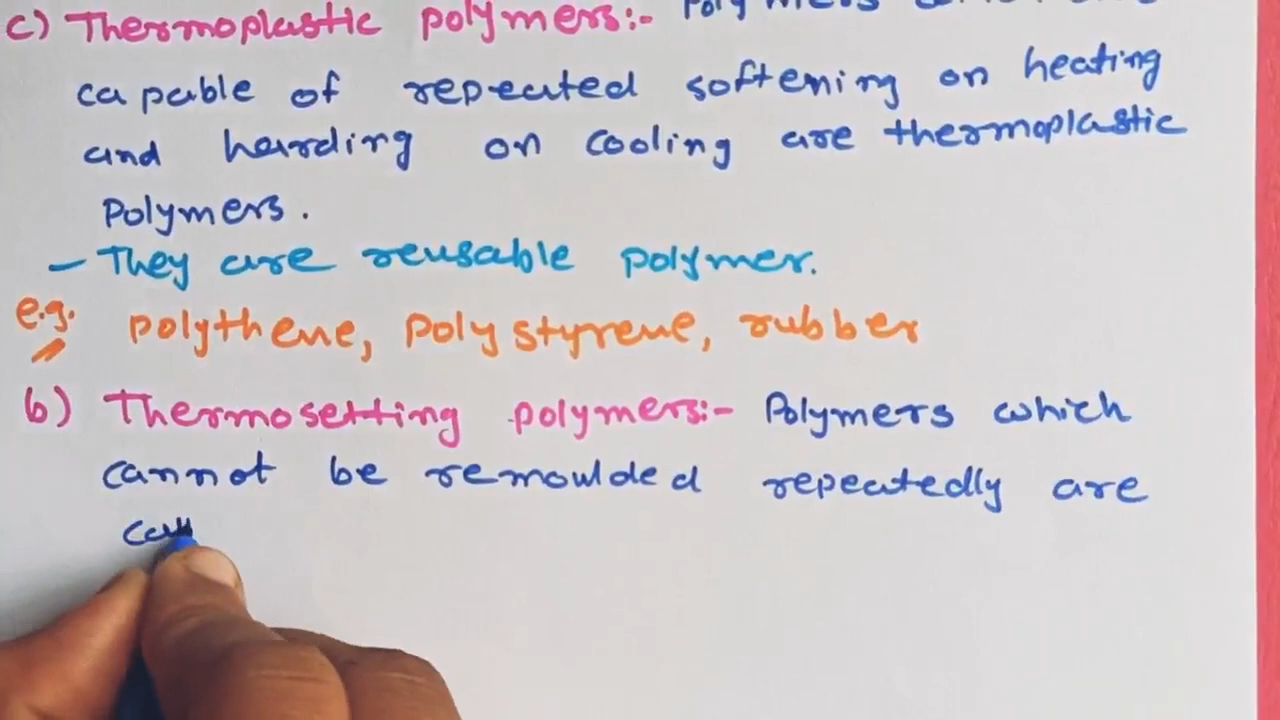 c) Thermoplastic polymers:-
capable of repeated softening on heating
and harding on cooling are thermoplastic
polymers.
- They are reusable polymer.
e.g. polythene, polystyrene, rubber
b) Thermosetting polymers:- Polymers which
cannot be remoulded repeatedly are